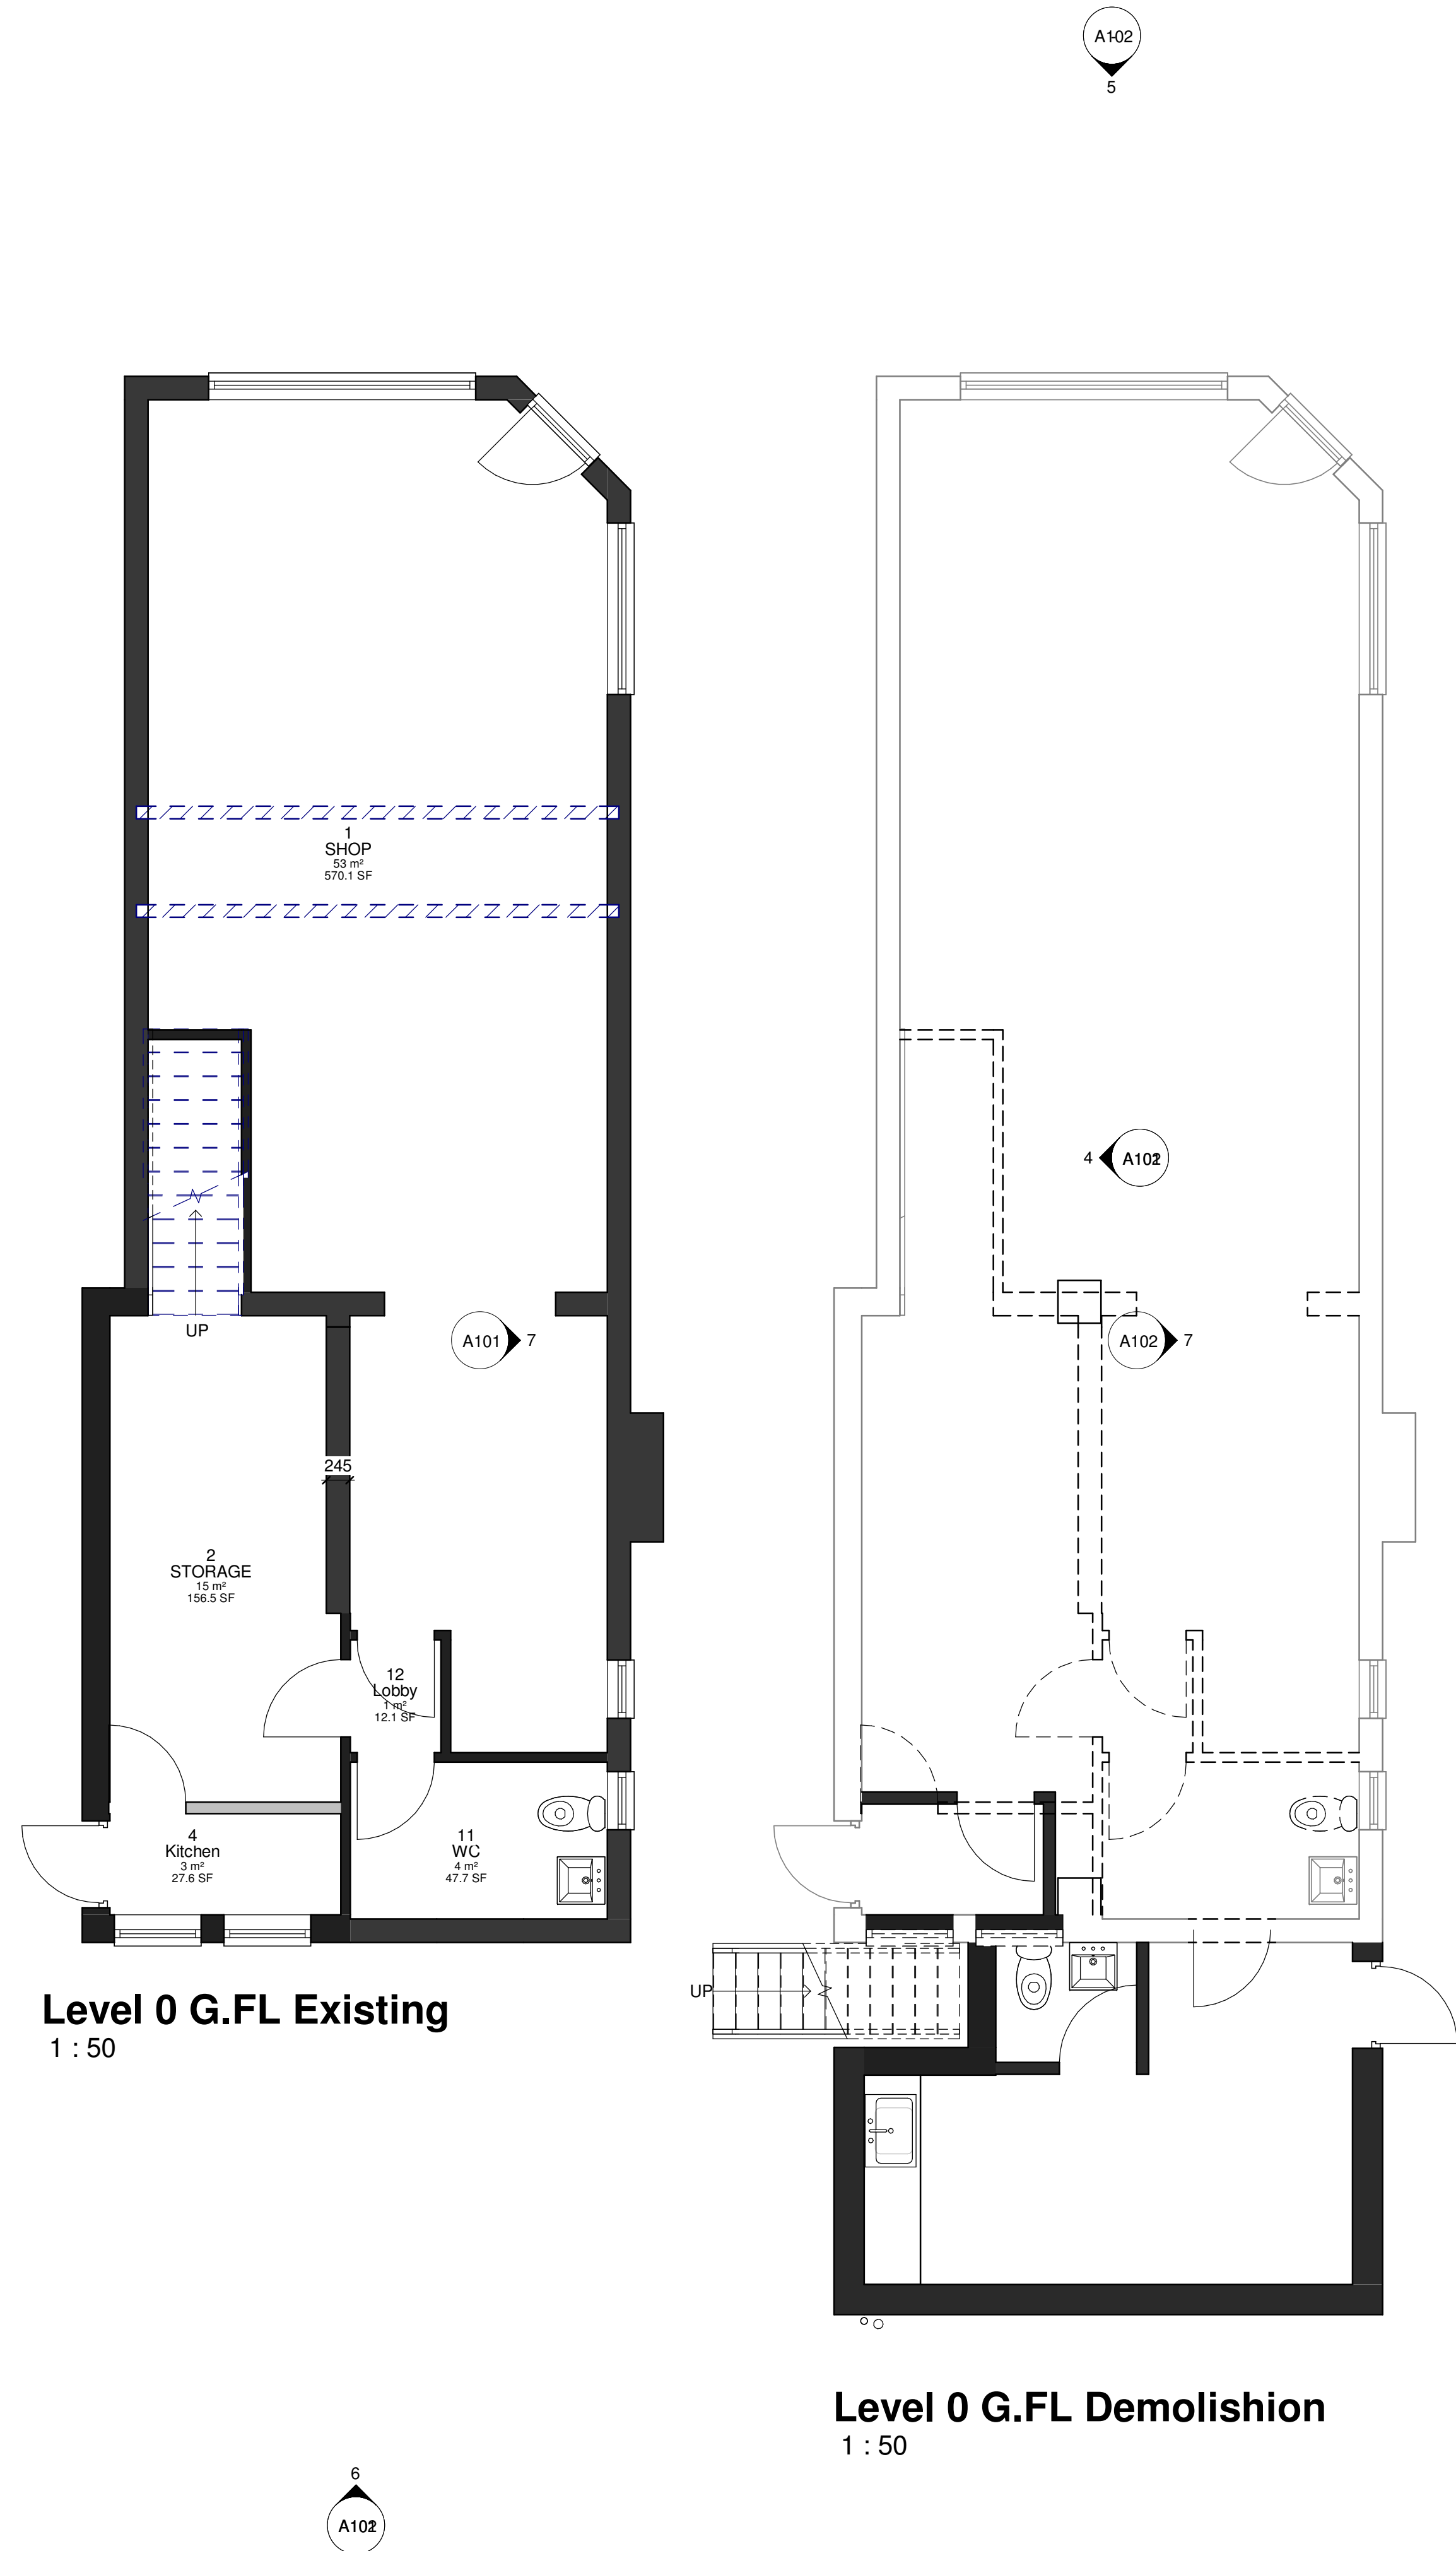 A102
5
1
SHOP
53 m²
570.1 SF
4
A101
UP
A101
7
A102
7
245
2
STORAGE
15 m²
156.5 SF
12
Lobby
1 m²
12.1 SF
4
Kitchen
3 m²
27.6 SF
11
WC
4 m²
47.7 SF
UP
Level 0 G.FL Existing
1 : 50
Level 0 G.FL Demolishion
1 : 50
6